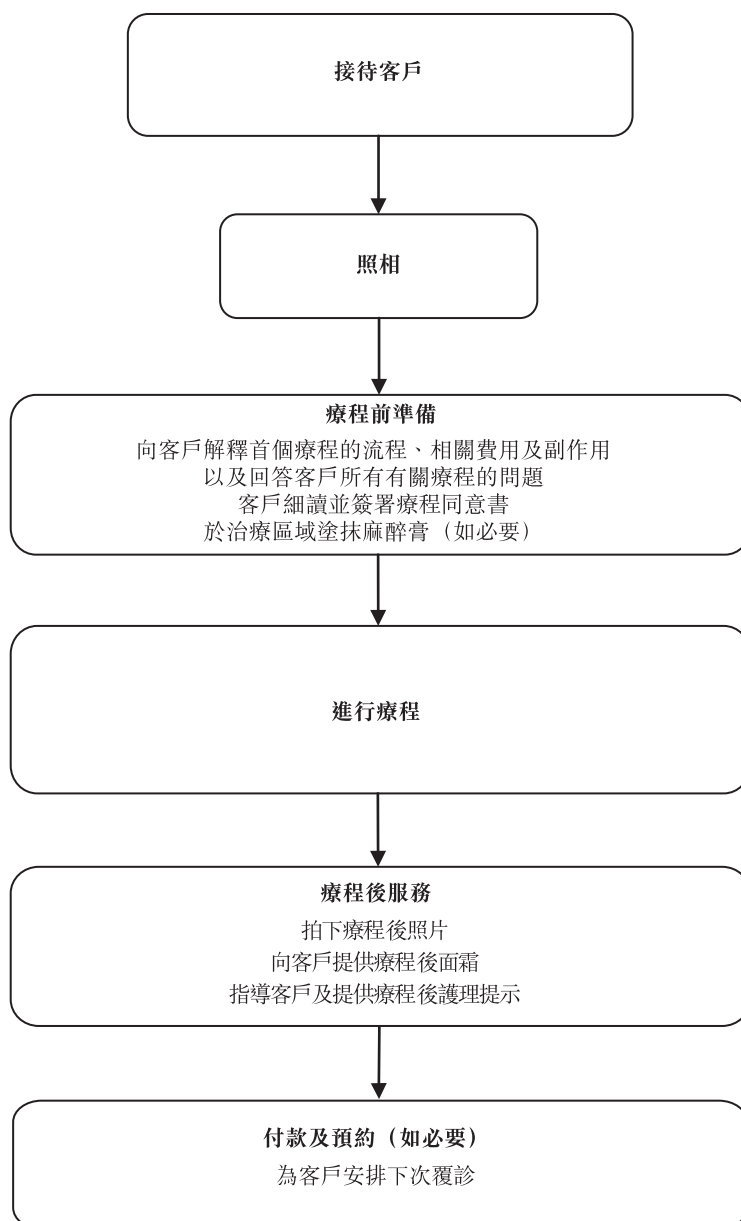 接待客戶
照相
療程前準備
向客戶解釋首個療程的流程、相關費用及副作用
以及回答客戶所有有關療程的問題
客戶細讀並簽署療程同意書
於治療區域塗抹麻醉膏（如必要）
進行療程
療程後服務
拍下療程後照片
向客戶提供療程後面霜
指導客戶及提供療程後護理提示
付款及預約（如必要）
為客戶安排下次覆診